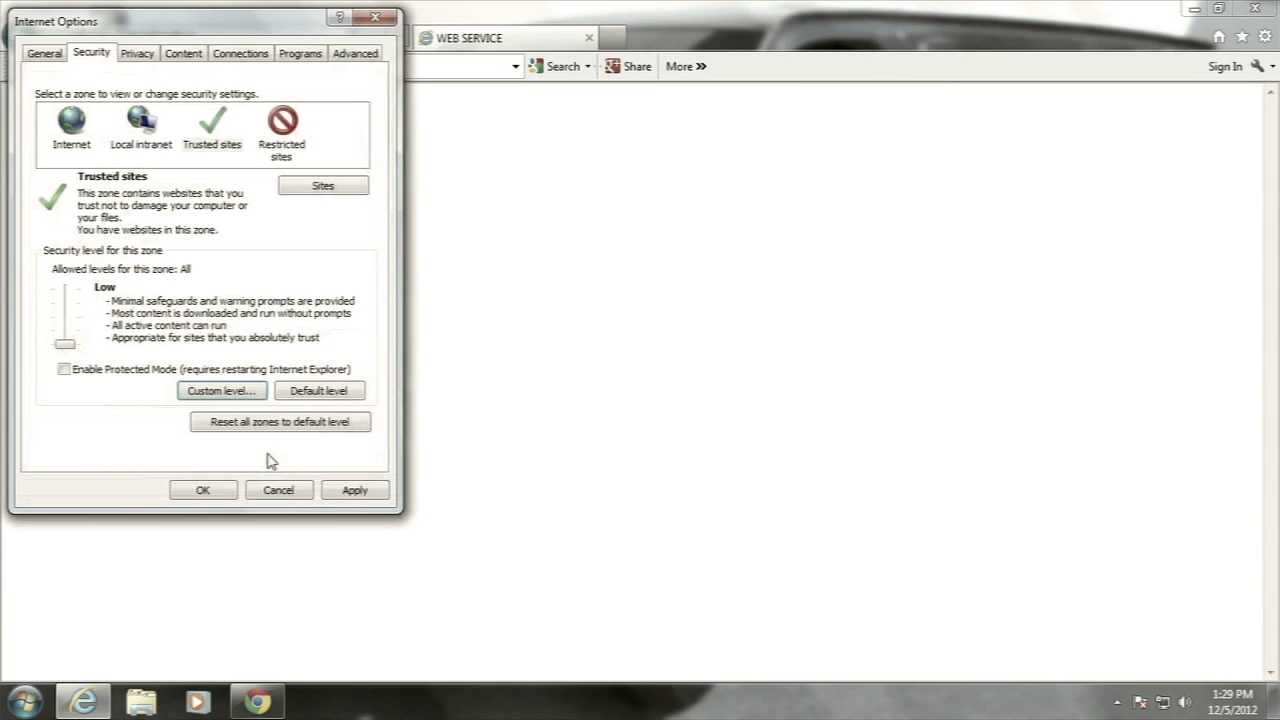 Internet Options
WEB SERVICE
General Security Privacy Content Connections Programs Advanced
Search Share More »
Sign In
Select a zone to view or change security settings.
Internet Local intranet Trusted sites Restricted sites
Trusted sites
This zone contains websites that you
trust not to damage your computer or
your files.
You have websites in this zone.
Sites
Security level for this zone
Allowed levels for this zone: All
Low
- Minimal safeguards and warning prompts are provided
- Most content is downloaded and run without prompts
- All active content can run
- Appropriate for sites that you absolutely trust
Enable Protected Mode (requires restarting Internet Explorer)
Custom level... Default level
Reset all zones to default level
OK Cancel Apply
1:29 PM
12/5/2012